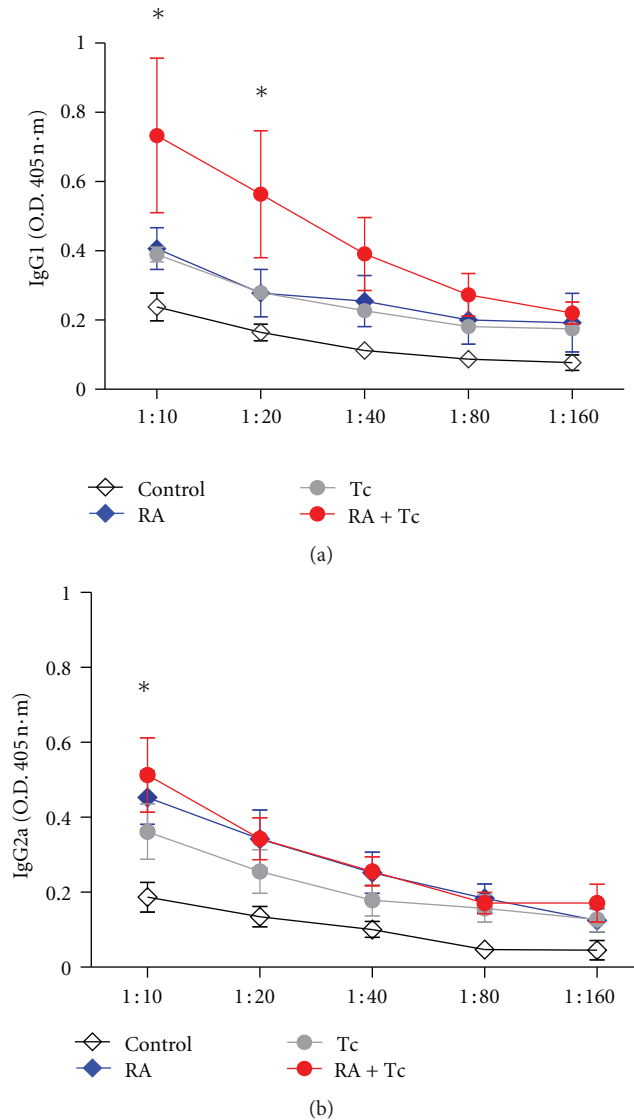 *
*
1
0.8
0.6
0.4
0.2
0
IgG1 (O.D. 405 n·m)
1:10 1:20 1:40 1:80 1:160
Control Tc
RA RA + Tc
(a)
1
0.8
*
0.6
0.4
0.2
0
IgG2a (O.D. 405 n·m)
1:10 1:20 1:40 1:80 1:160
Control Tc
RA RA + Tc
(b)